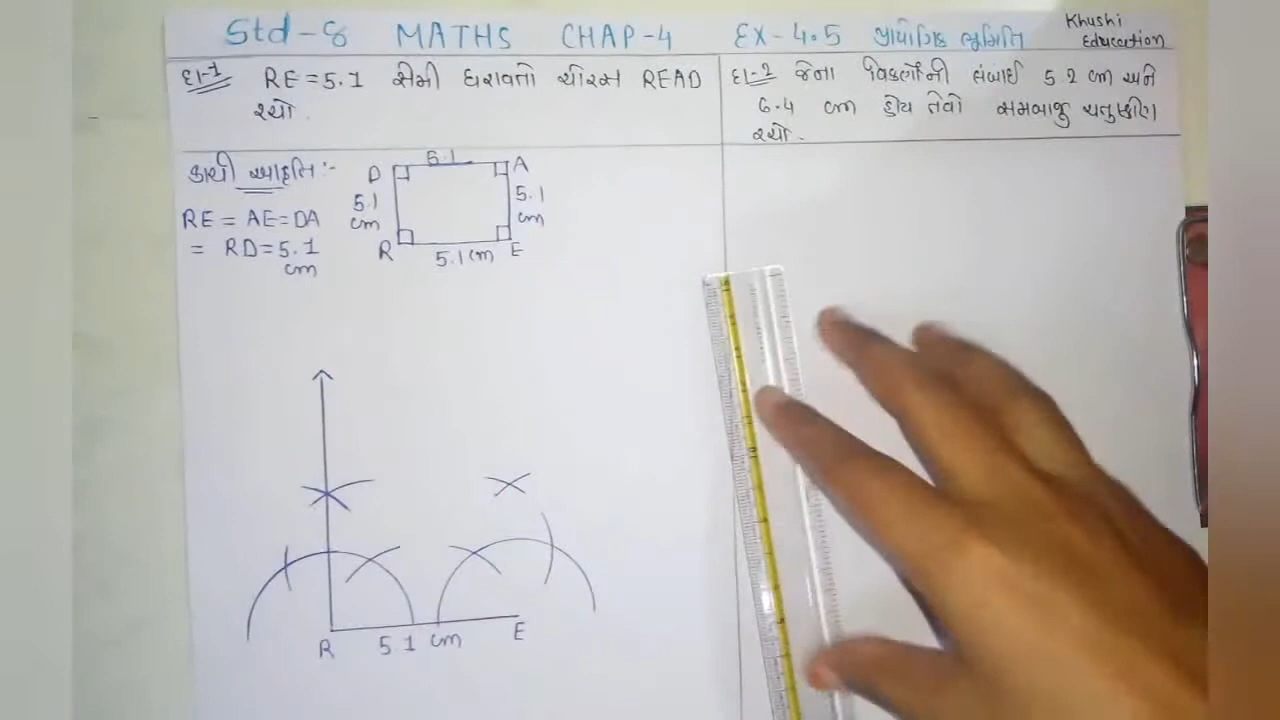 Std-8 MATHS CHAP-4 Ex-4.5 પ્રાયોગિક ભૂમિતિ
Khushi
Education
દા-1 RE = 5.1 સેમી ધરાવતો ચોરસ READ
રચો.
દા-2 જેના વિકર્ણોની લંબાઈ 5.2 cm અને
6.4 cm હોય તેવો સમબાજુ ચતુષ્કોણ
રચો.
કાચી આકૃતિ :-
RE = AE = DA
= RD = 5.1
cm
5.1
D A
5.1
cm
5.1
cm
R E
5.1 cm
R 5.1 cm E